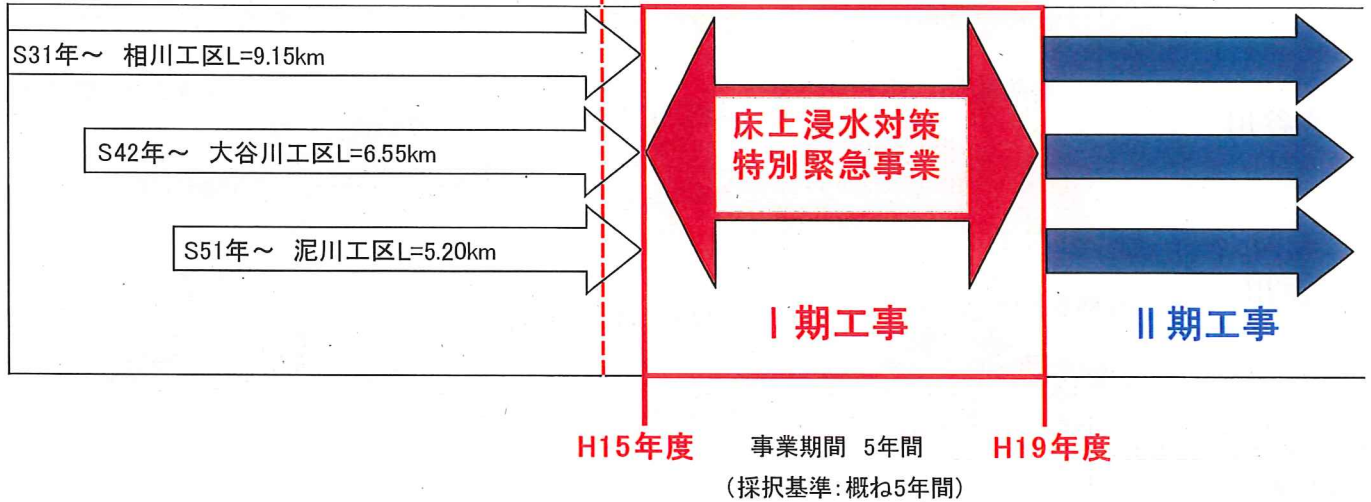 S31年～ 相川工区L=9.15km
S42年～ 大谷川工区L=6.55km
S51年～ 泥川工区L=5.20km
床上浸水対策
特別緊急事業
Ⅰ期工事
Ⅱ期工事
H15年度
事業期間 5年間
H19年度
(採択基準:概ね5年間)